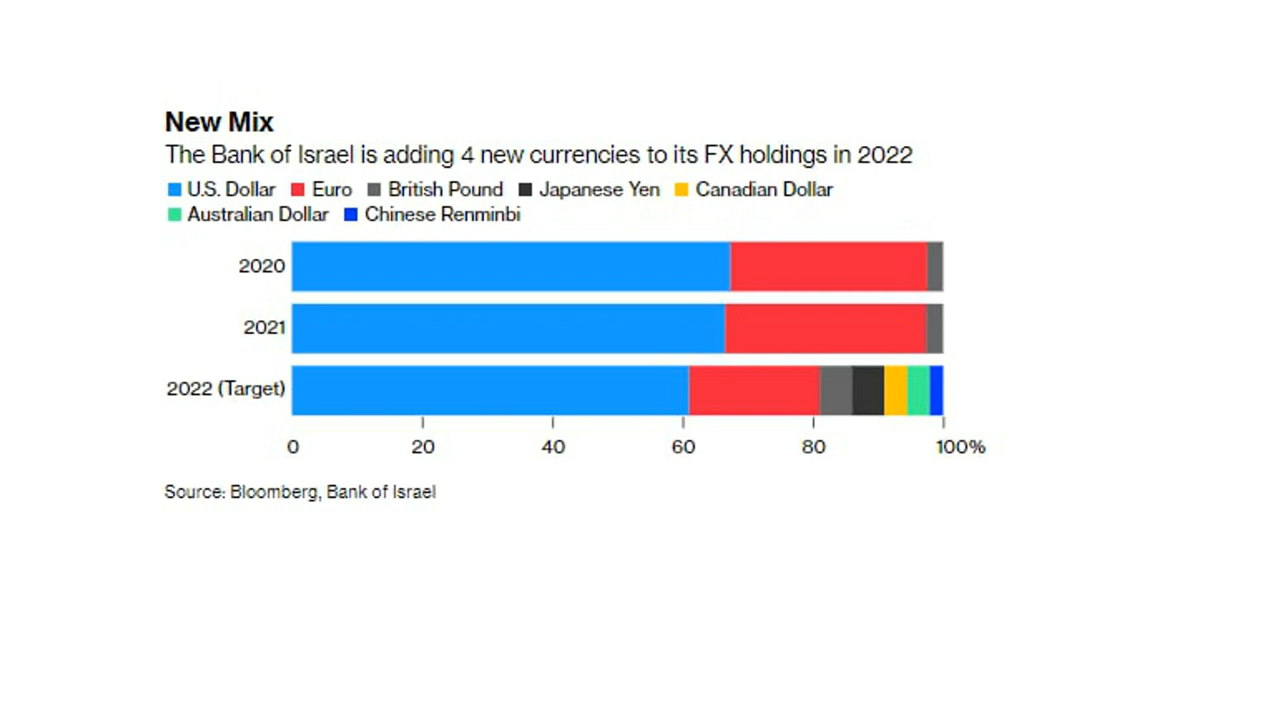 New Mix
The Bank of Israel is adding 4 new currencies to its FX holdings in 2022
U.S. Dollar Euro British Pound Japanese Yen Canadian Dollar
Australian Dollar Chinese Renminbi
2020
2021
2022 (Target)
0 20 40 60 80 100%
Source: Bloomberg, Bank of Israel